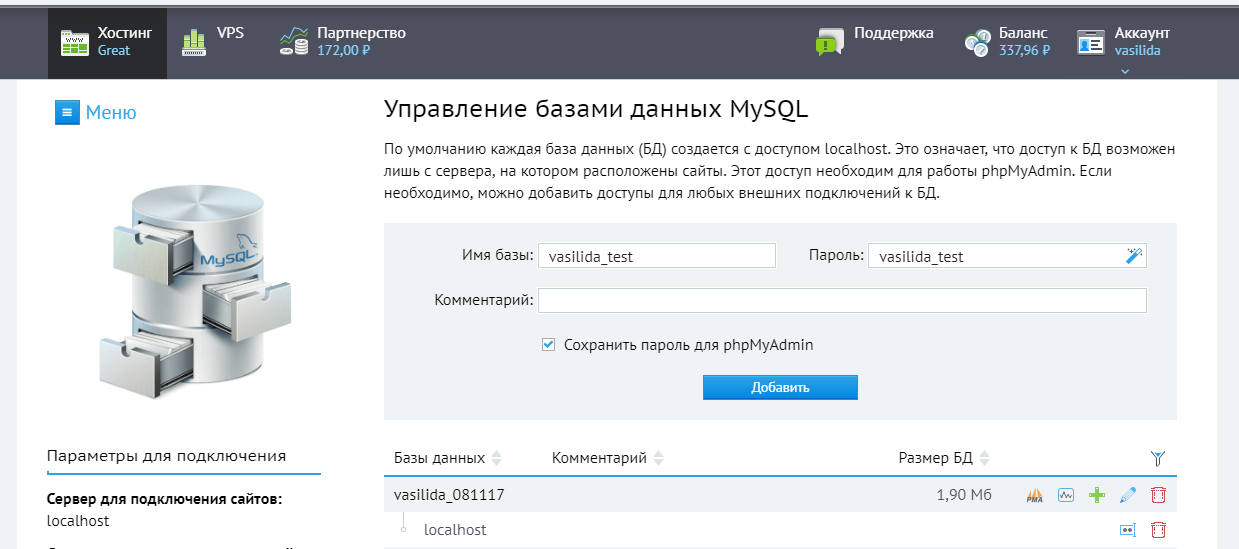 Хостинг
Great
VPS
Партнерство
172,00 ₽
Поддержка
Баланс
337,96 ₽
Аккаунт
vasilida
Меню
Управление базами данных MySQL
По умолчанию каждая база данных (БД) создается с доступом localhost. Это означает, что доступ к БД возможен
лишь с сервера, на котором расположены сайты. Этот доступ необходим для работы phpMyAdmin. Если
необходимо, можно добавить доступы для любых внешних подключений к БД.
MySQL
Имя базы: vasilida_test Пароль: vasilida_test
Комментарий:
Сохранить пароль для phpMyAdmin
Добавить
Параметры для подключения
Сервер для подключения сайтов:
localhost
Базы данных Комментарий Размер БД
vasilida_081117 1,90 Мб PMA
localhost